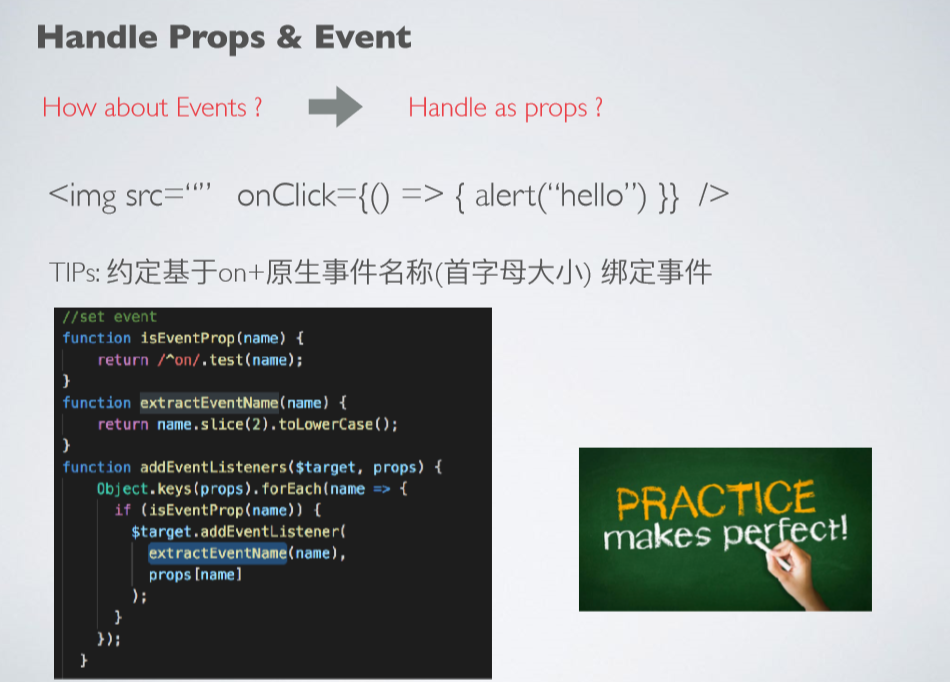 Handle Props & Event
How about Events ?
Handle as props ?
<img src=“” onClick={() => { alert(“hello”) }} />
TIPs: 约定基于on+原生事件名称(首字母大小) 绑定事件
//set event
function isEventProp(name) {
return /^on/.test(name);
}
function extractEventName(name) {
return name.slice(2).toLowerCase();
}
function addEventListeners($target, props) {
Object.keys(props).forEach(name => {
if (isEventProp(name)) {
$target.addEventListener(
extractEventName(name),
props[name]
);
}
});
}
PRACTICE
makes perfect!